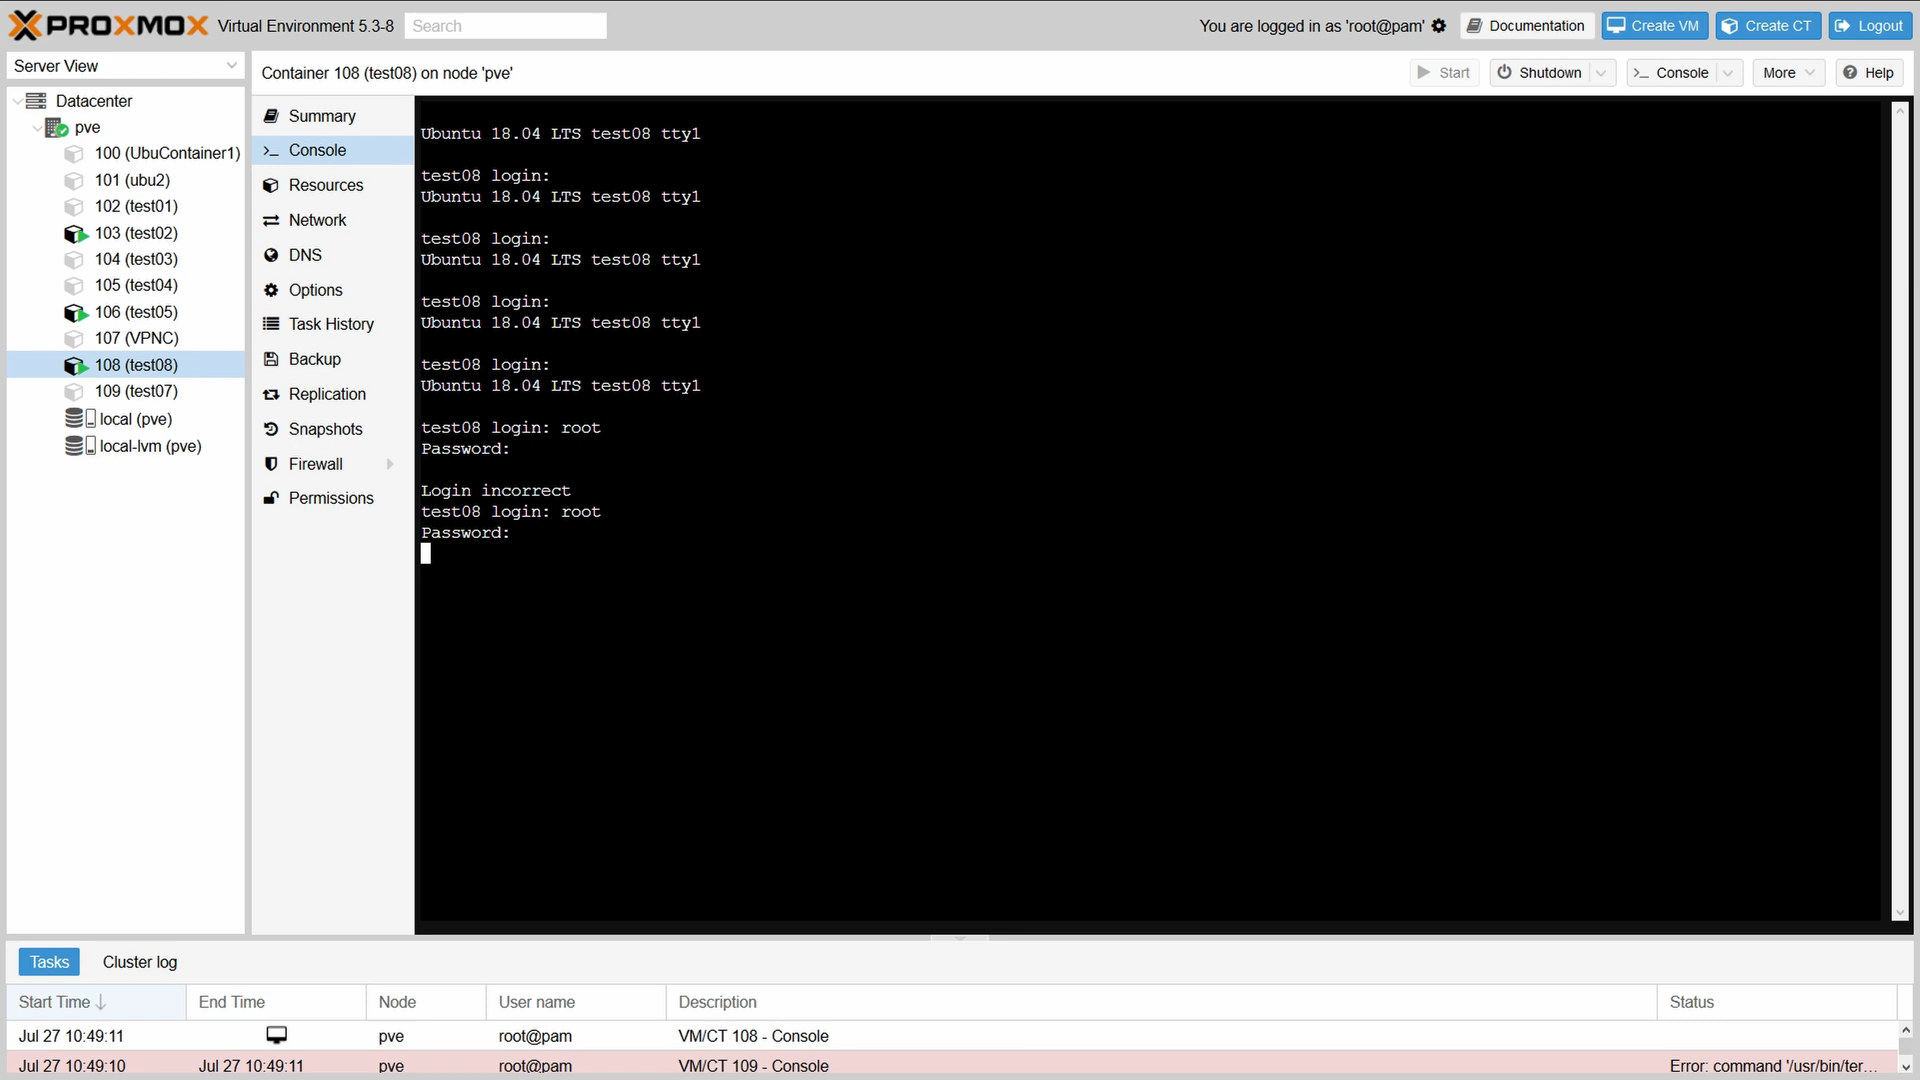 PROXMOX Virtual Environment 5.3-8 Search You are logged in as 'root@pam' Documentation Create VM Create CT Logout
Server View
Container 108 (test08) on node 'pve' Start Shutdown >_ Console More Help
Datacenter
pve
100 (UbuContainer1)
101 (ubu2)
102 (test01)
103 (test02)
104 (test03)
105 (test04)
106 (test05)
107 (VPNC)
108 (test08)
109 (test07)
local (pve)
local-lvm (pve)
Summary
>_ Console
Resources
Network
DNS
Options
Task History
Backup
Replication
Snapshots
Firewall
Permissions
Ubuntu 18.04 LTS test08 tty1
test08 login:
Ubuntu 18.04 LTS test08 tty1
test08 login:
Ubuntu 18.04 LTS test08 tty1
test08 login:
Ubuntu 18.04 LTS test08 tty1
test08 login:
Ubuntu 18.04 LTS test08 tty1
test08 login: root
Password:
Login incorrect
test08 login: root
Password:
Tasks Cluster log
Start Time End Time Node User name Description Status
Jul 27 10:49:11 pve root@pam VM/CT 108 - Console
Jul 27 10:49:10 Jul 27 10:49:11 pve root@pam VM/CT 109 - Console Error: command '/usr/bin/ter...